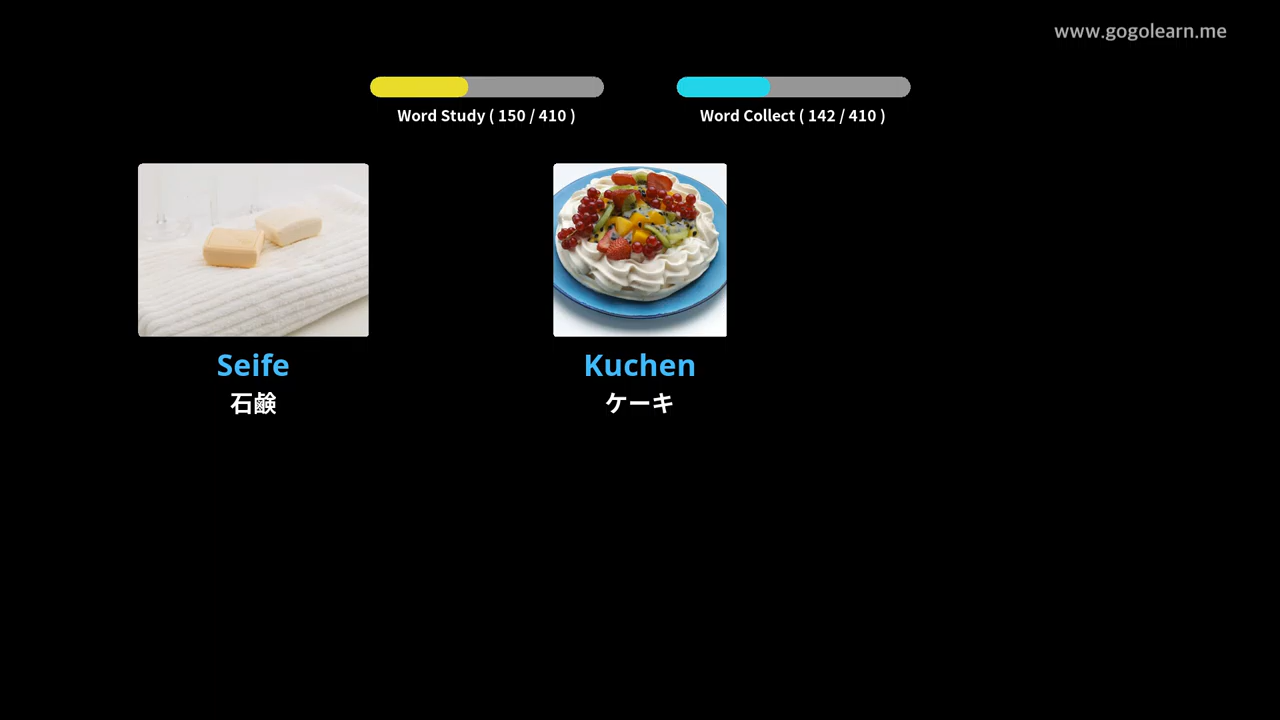 www.gogolearn.me
Word Study ( 150 / 410 )
Word Collect ( 142 / 410 )
Seife
石鹸
Kuchen
ケーキ